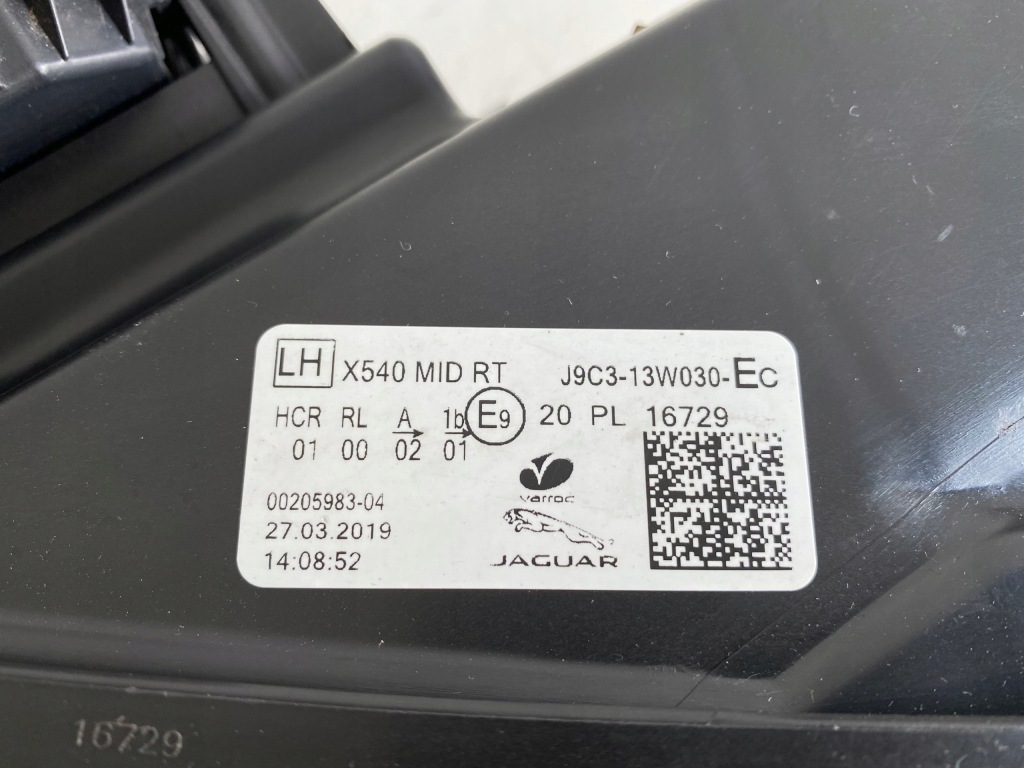 LH X540 MID RT J9C3-13W030-EC
HCR RL A 1b E9 20 PL 16729
01 00 02 01
varroc
00205983-04
27.03.2019
14:08:52
JAGUAR
16729